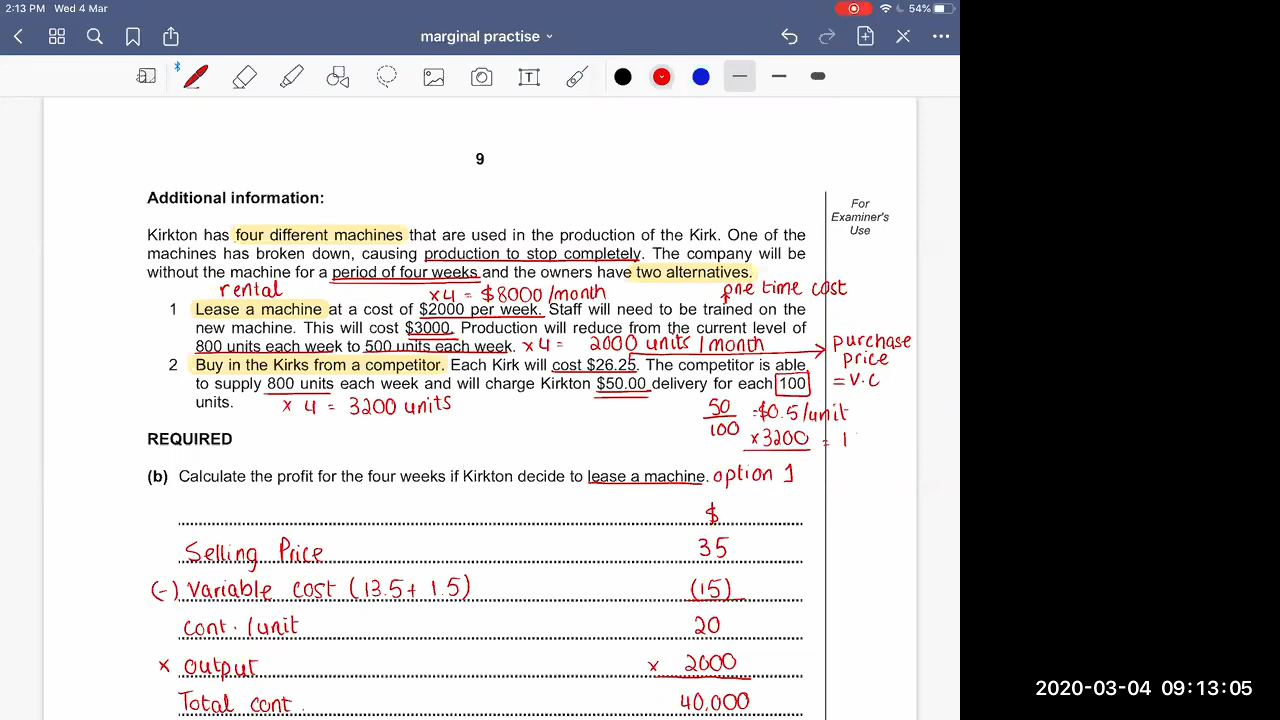 2:13 PM Wed 4 Mar
54%
marginal practise
T
9
Additional information:
For
Examiner's
Use
Kirkton has four different machines that are used in the production of the Kirk. One of the
machines has broken down, causing production to stop completely. The company will be
without the machine for a period of four weeks and the owners have two alternatives.
rental
x4 = $8000/month
one time cost
1 Lease a machine at a cost of $2000 per week. Staff will need to be trained on the
new machine. This will cost $3000. Production will reduce from the current level of
800 units each week to 500 units each week. x4 = 2000 units /month
purchase
price
= V.C
2 Buy in the Kirks from a competitor. Each Kirk will cost $26.25. The competitor is able
to supply 800 units each week and will charge Kirkton $50.00 delivery for each 100
units. x 4 = 3200 units
50
100
=$0.5/unit
x3200 = 1
REQUIRED
(b) Calculate the profit for the four weeks if Kirkton decide to lease a machine. option 1
$
Selling Price 35
(-) Variable cost (13.5+ 1.5) (15)
cont./unit 20
x output x 2000
Total cont. 40,000
2020-03-04 09:13:05